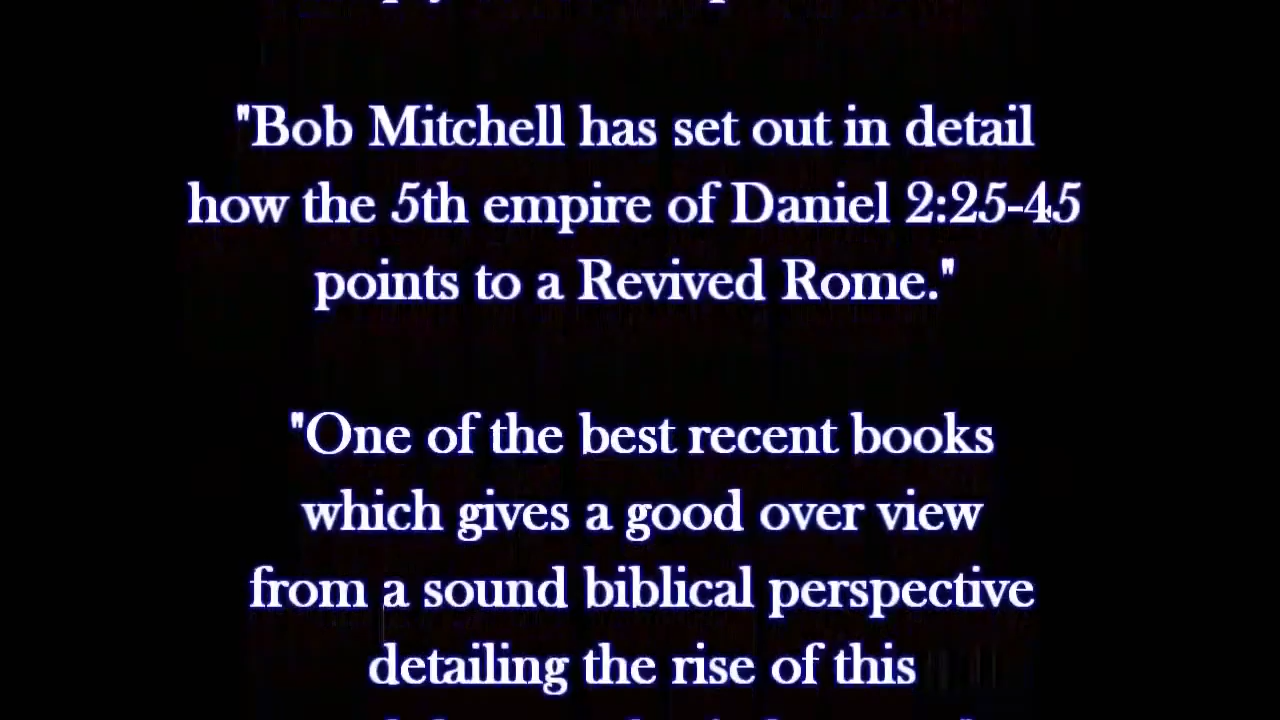 "Bob Mitchell has set out in detail
how the 5th empire of Daniel 2:25-45
points to a Revived Rome."
"One of the best recent books
which gives a good over view
from a sound biblical perspective
detailing the rise of this